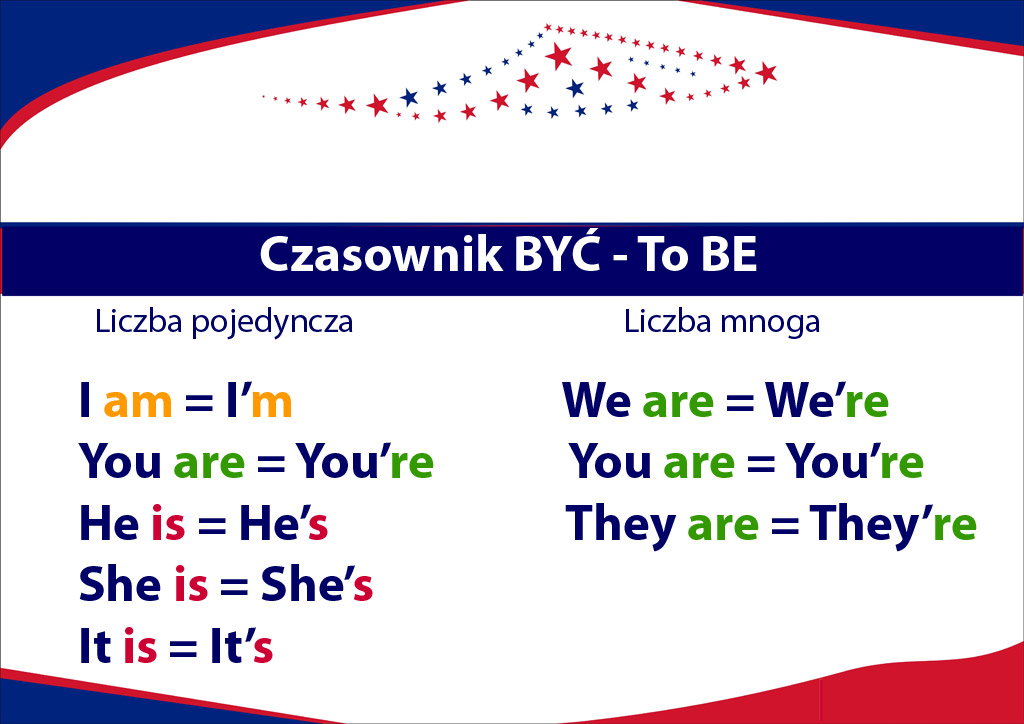 Czasownik BYĆ - To BE
Liczba pojedyncza
I am = I’m
You are = You’re
He is = He’s
She is = She’s
It is = It’s
Liczba mnoga
We are = We’re
You are = You’re
They are = They’re